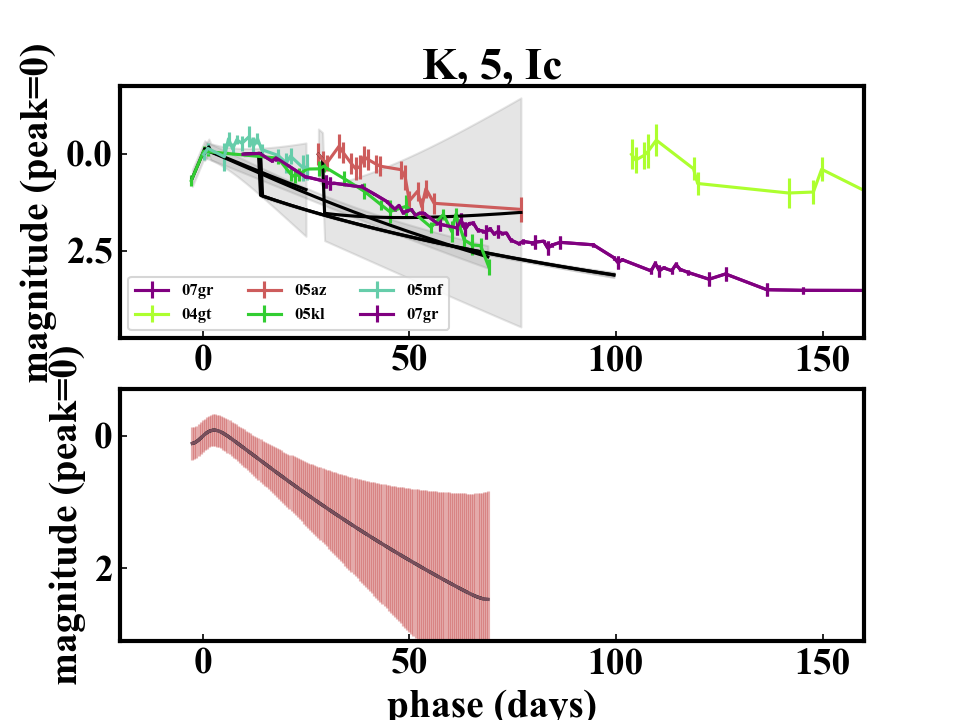 K, 5, Ic
magnitude (peak=0)
0.0
2.5
07gr 05az 05mf
04gt 05kl 07gr
0 50 100 150
magnitude (peak=0)
0
2
0 50 100 150
phase (days)